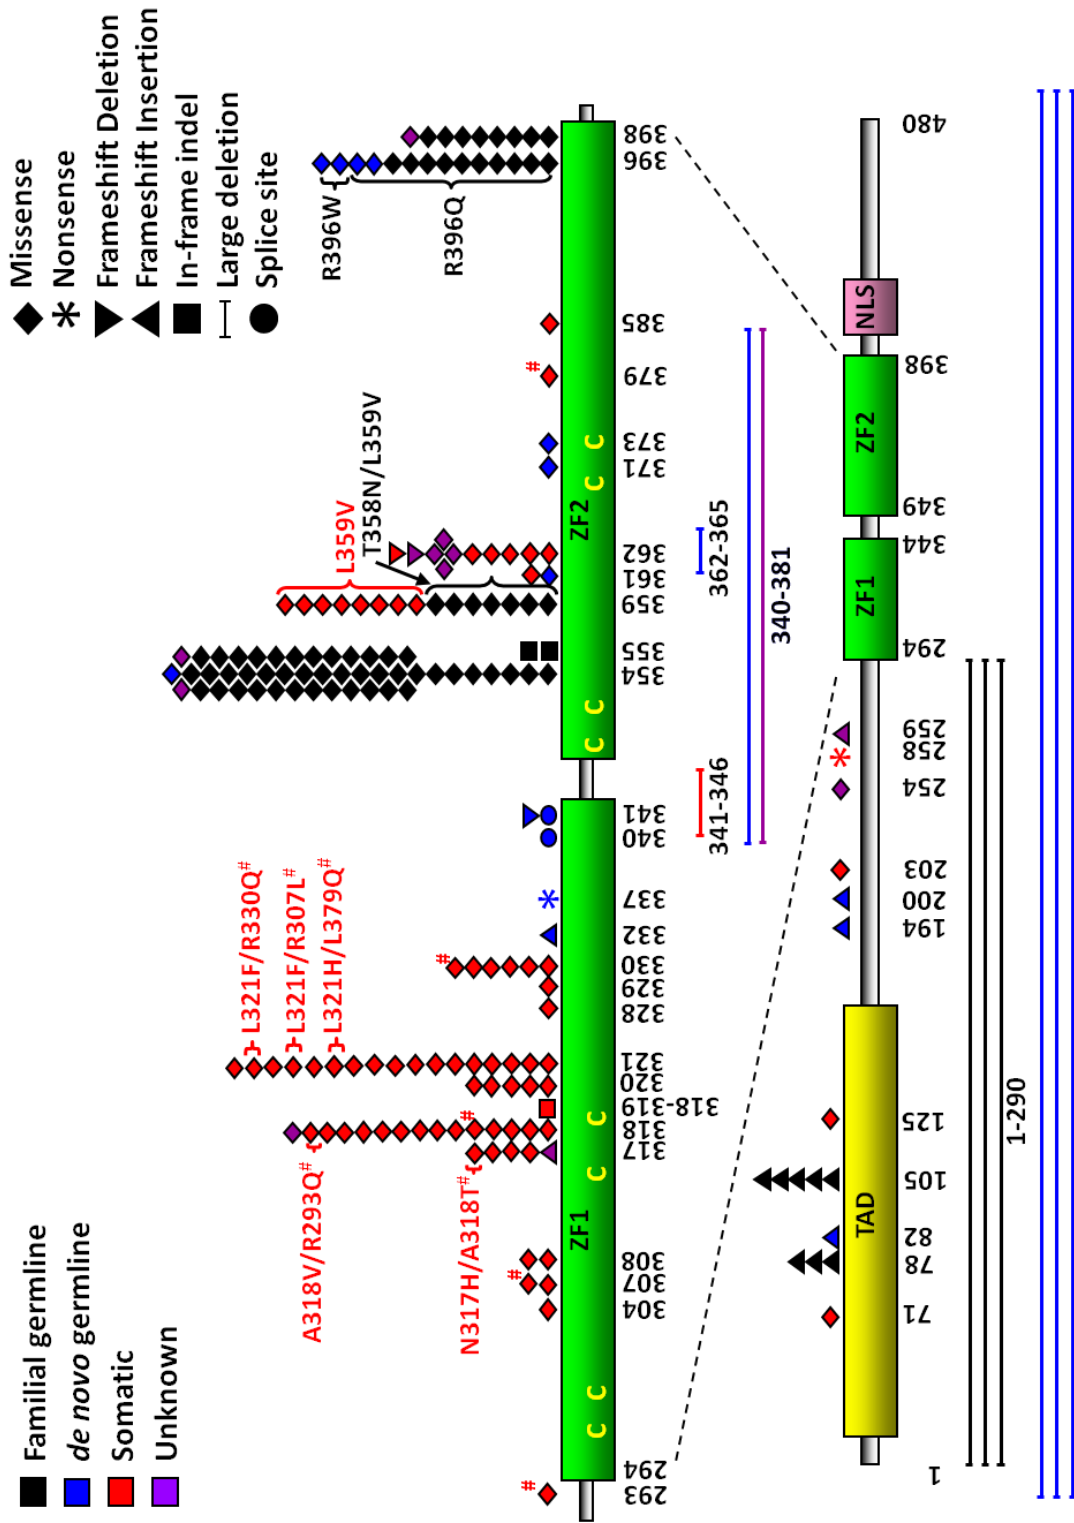 Familial germline
de novo germline
Somatic
Unknown
Missense
Nonsense
Frameshift Deletion
Frameshift Insertion
In-frame indel
Large deletion
Splice site
A318V/R293Q#
N317H/A318T#
L321F/R330Q#
L321F/R307L#
L321H/L379Q#
L359V
T358N/L359V
R396W
R396Q
# # # # #
ZF1
ZF2
C C C C C C C C
293 294 304 307 308 317 318 318-319 320 321 328 329 330 332 337 340 341 354 355 359 361 362 371 373 379 385 396 398
341-346
362-365
340-381
TAD
ZF1
ZF2
NLS
1 71 78 82 105 125 194 200 203 254 258 259 294 344 349 398 480
1-290